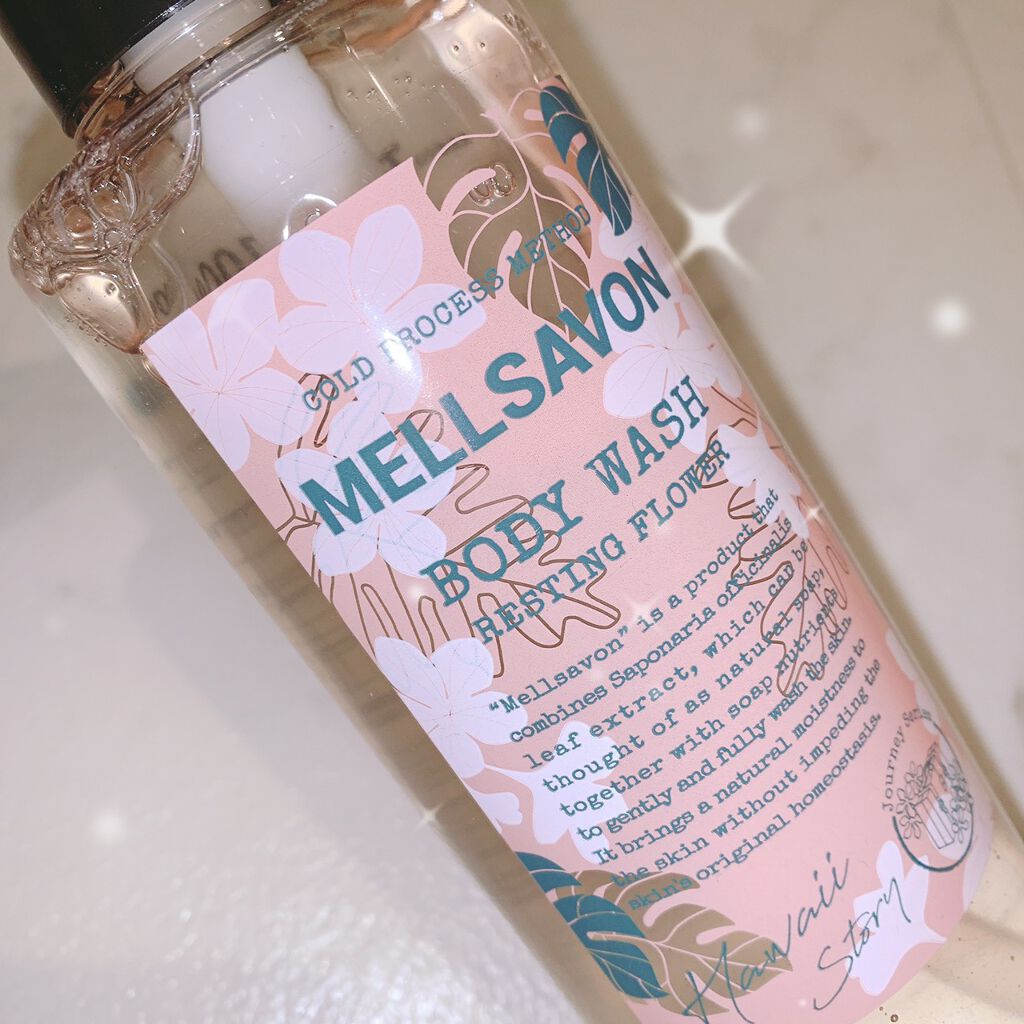 COLD PROCESS METHOD
MELLSAVON
BODY WASH
RESTING FLOWER
"Mellsavon" is a product that
combines Saponaria officinalis
leaf extract, which can be
thought of as natural soap,
together with soap nutrients
to gently and fully wash the skin.
It brings a natural moistness to
the skin without impeding the
skin's original homeostasis.
Journey
Hawaii
Story